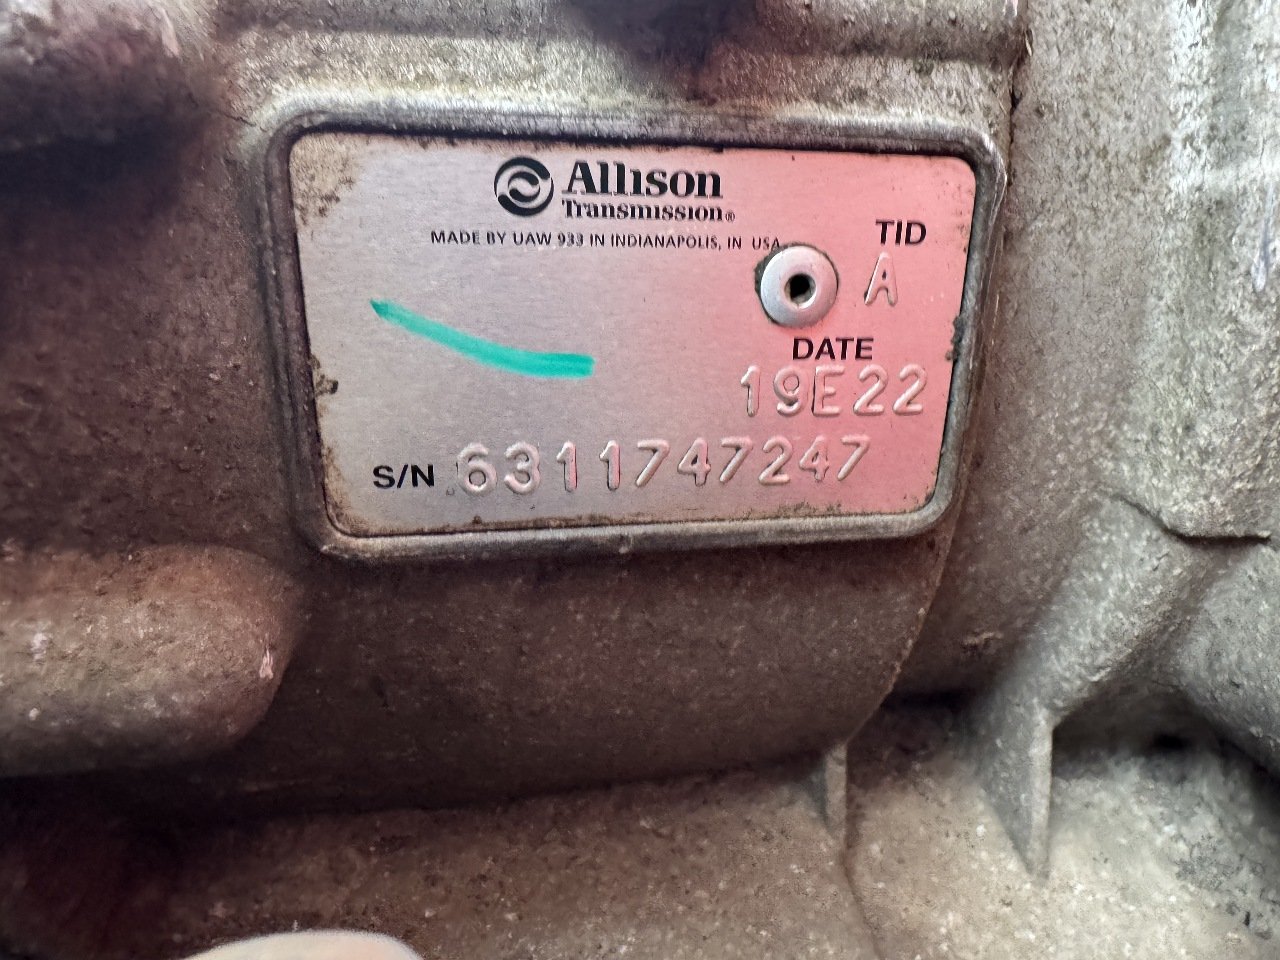 Allison
Transmission®
MADE BY UAW 933 IN INDIANAPOLIS, IN USA
TID
A
DATE
19E22
S/N 6311747247